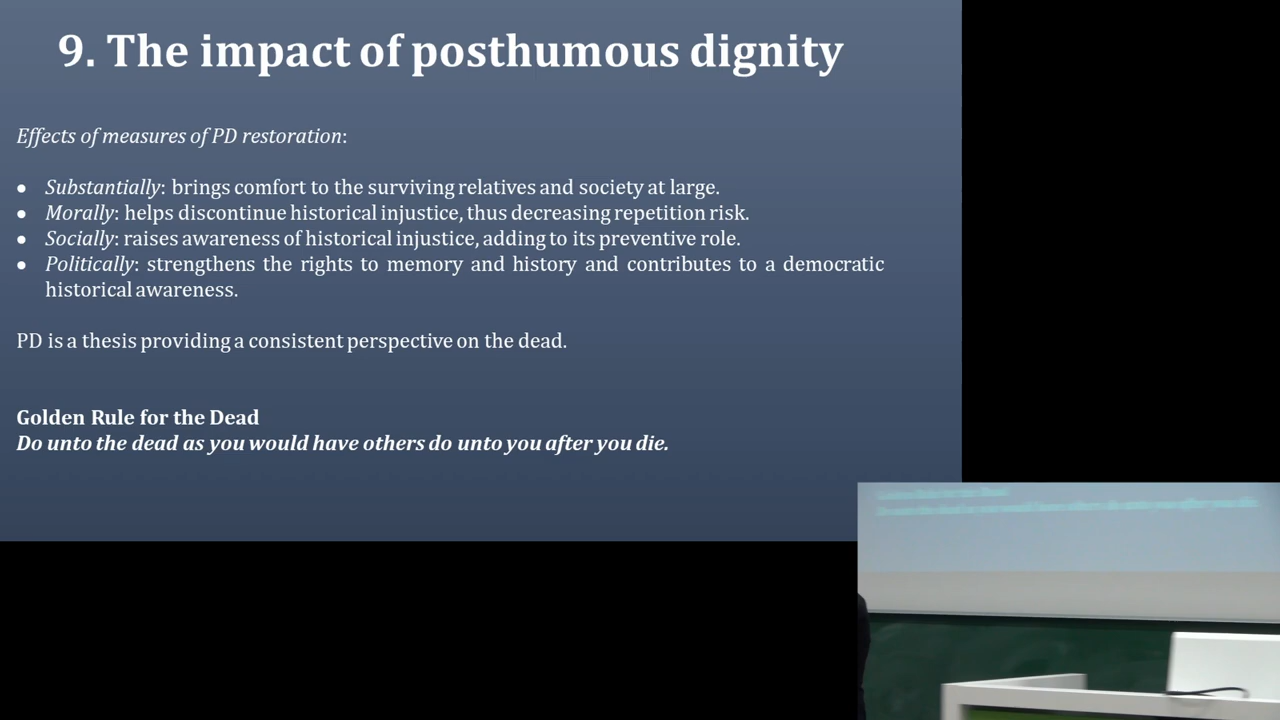 9. The impact of posthumous dignity
Effects of measures of PD restoration:
● Substantially: brings comfort to the surviving relatives and society at large.
● Morally: helps discontinue historical injustice, thus decreasing repetition risk.
● Socially: raises awareness of historical injustice, adding to its preventive role.
● Politically: strengthens the rights to memory and history and contributes to a democratic
historical awareness.
PD is a thesis providing a consistent perspective on the dead.
Golden Rule for the Dead
Do unto the dead as you would have others do unto you after you die.